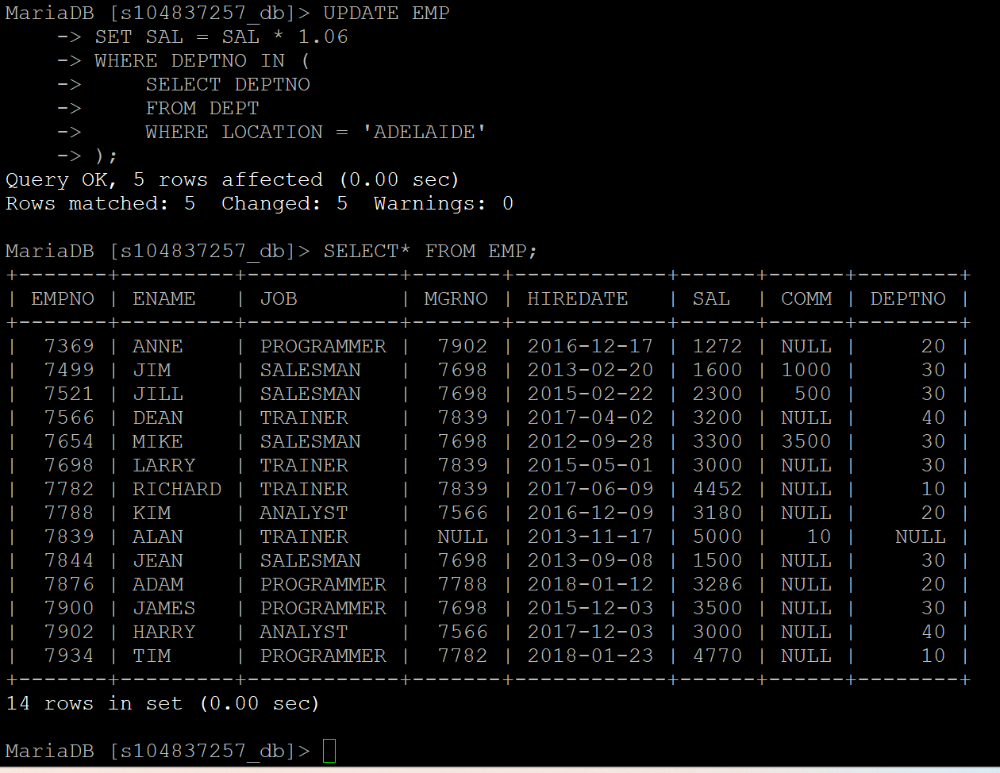 MariaDB [s104837257_db]> UPDATE EMP
    -> SET SAL = SAL * 1.06
    -> WHERE DEPTNO IN (
    ->     SELECT DEPTNO
    ->     FROM DEPT
    ->     WHERE LOCATION = 'ADELAIDE'
    -> );
Query OK, 5 rows affected (0.00 sec)
Rows matched: 5  Changed: 5  Warnings: 0

MariaDB [s104837257_db]> SELECT* FROM EMP;
+-------+---------+------------+-------+------------+------+------+--------+
| EMPNO | ENAME   | JOB        | MGRNO | HIREDATE   | SAL  | COMM | DEPTNO |
+-------+---------+------------+-------+------------+------+------+--------+
|  7369 | ANNE    | PROGRAMMER |  7902 | 2016-12-17 | 1272 | NULL |     20 |
|  7499 | JIM     | SALESMAN   |  7698 | 2013-02-20 | 1600 | 1000 |     30 |
|  7521 | JILL    | SALESMAN   |  7698 | 2015-02-22 | 2300 |  500 |     30 |
|  7566 | DEAN    | TRAINER    |  7839 | 2017-04-02 | 3200 | NULL |     40 |
|  7654 | MIKE    | SALESMAN   |  7698 | 2012-09-28 | 3300 | 3500 |     30 |
|  7698 | LARRY   | TRAINER    |  7839 | 2015-05-01 | 3000 | NULL |     30 |
|  7782 | RICHARD | TRAINER    |  7839 | 2017-06-09 | 4452 | NULL |     10 |
|  7788 | KIM     | ANALYST    |  7566 | 2016-12-09 | 3180 | NULL |     20 |
|  7839 | ALAN    | TRAINER    |  NULL | 2013-11-17 | 5000 |   10 |   NULL |
|  7844 | JEAN    | SALESMAN   |  7698 | 2013-09-08 | 1500 | NULL |     30 |
|  7876 | ADAM    | PROGRAMMER |  7788 | 2018-01-12 | 3286 | NULL |     20 |
|  7900 | JAMES   | PROGRAMMER |  7698 | 2015-12-03 | 3500 | NULL |     30 |
|  7902 | HARRY   | ANALYST    |  7566 | 2017-12-03 | 3000 | NULL |     40 |
|  7934 | TIM     | PROGRAMMER |  7782 | 2018-01-23 | 4770 | NULL |     10 |
+-------+---------+------------+-------+------------+------+------+--------+
14 rows in set (0.00 sec)

MariaDB [s104837257_db]>